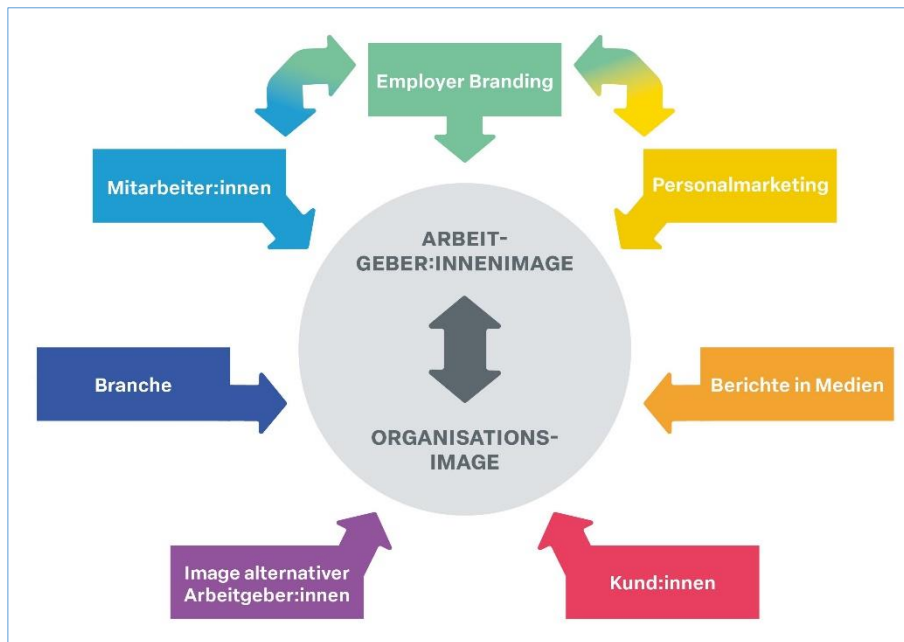 Employer Branding
Mitarbeiter:innen
Personalmarketing
ARBEIT-
GEBER:INNENIMAGE
Branche
Berichte in Medien
ORGANISATIONS-
IMAGE
Image alternativer
Arbeitgeber:innen
Kund:innen